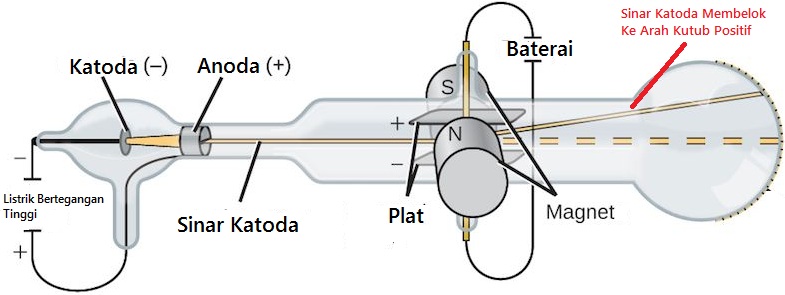 Sinar Katoda Membelok
Ke Arah Kutub Positif
Baterai
Katoda (–)
Anoda (+)
S
+
N
–
–
Listrik Bertegangan
Tinggi
+
Sinar Katoda
Plat
Magnet